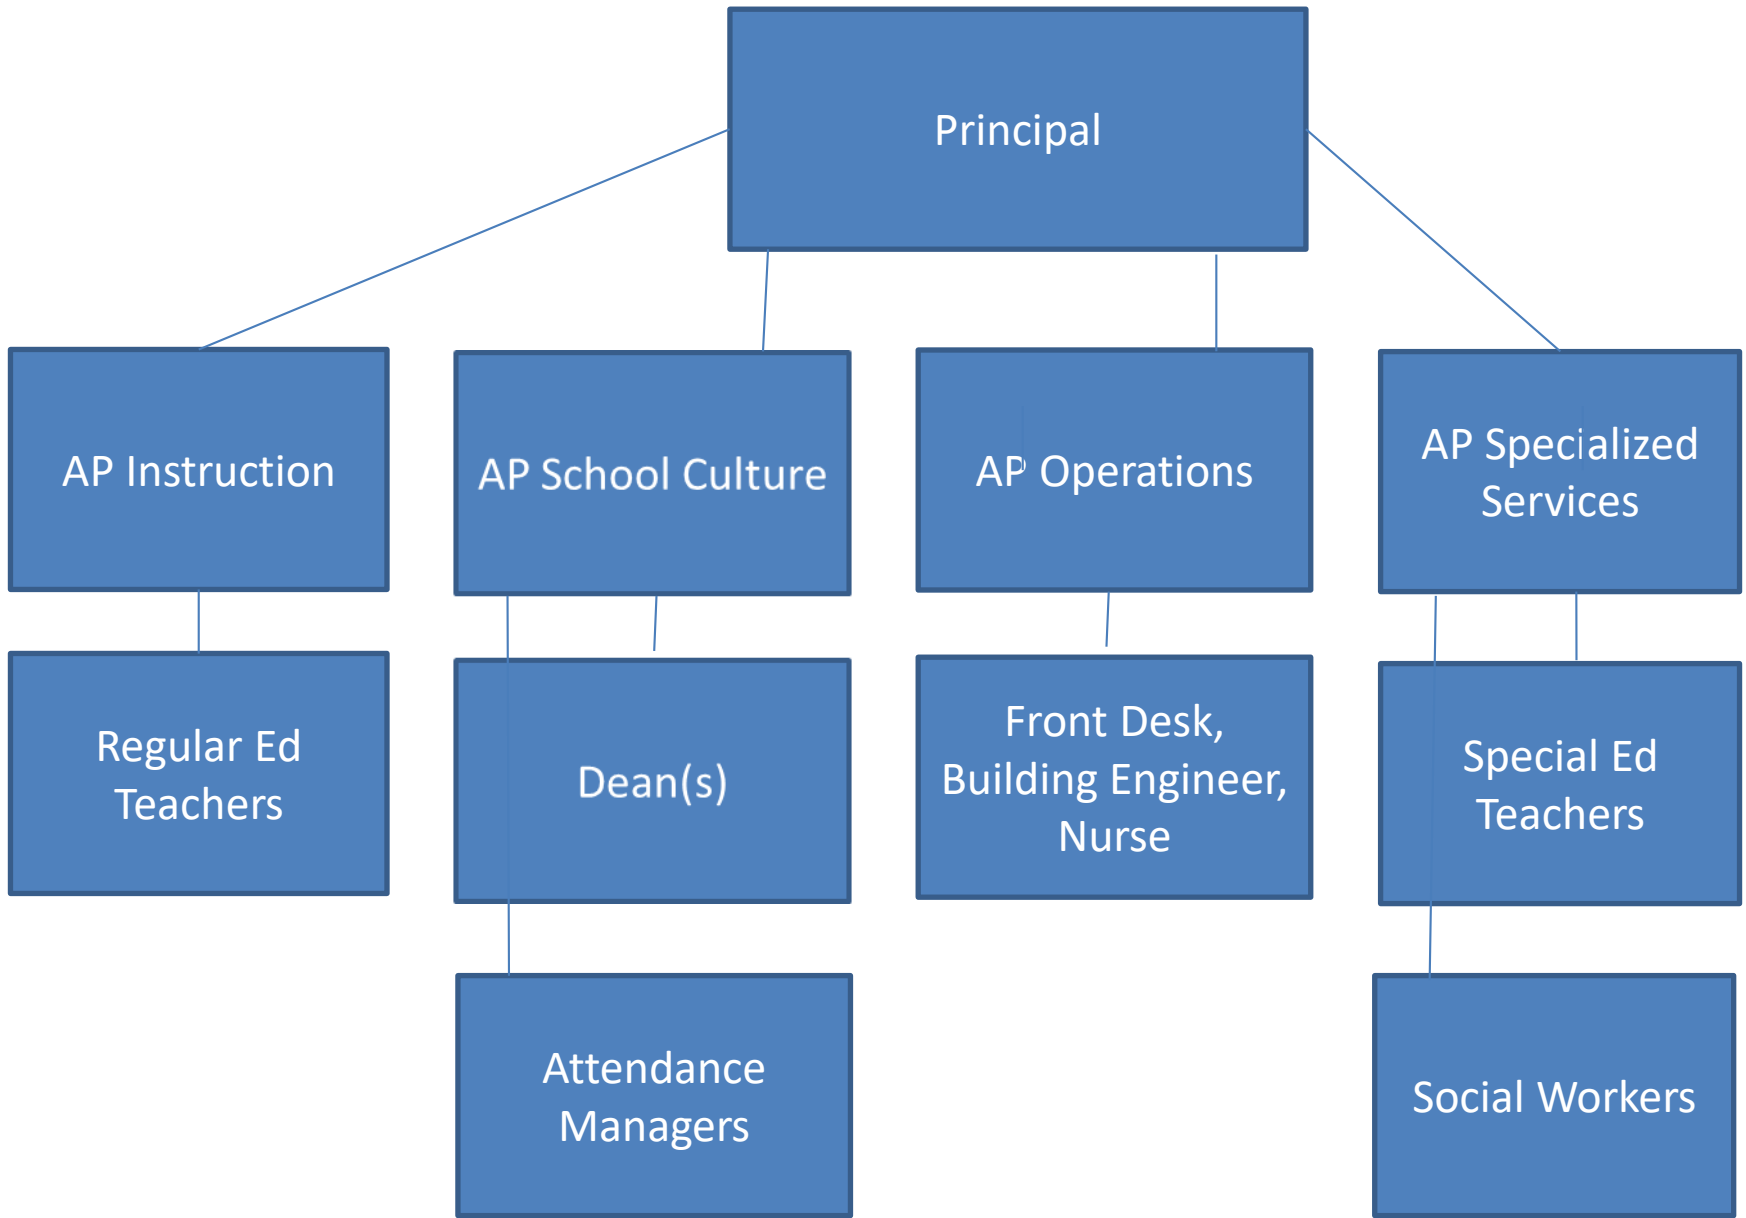 Principal
AP Instruction
AP School Culture
AP Operations
AP Specialized
Services
Regular Ed
Teachers
Dean(s)
Front Desk,
Building Engineer,
Nurse
Special Ed
Teachers
Attendance
Managers
Social Workers